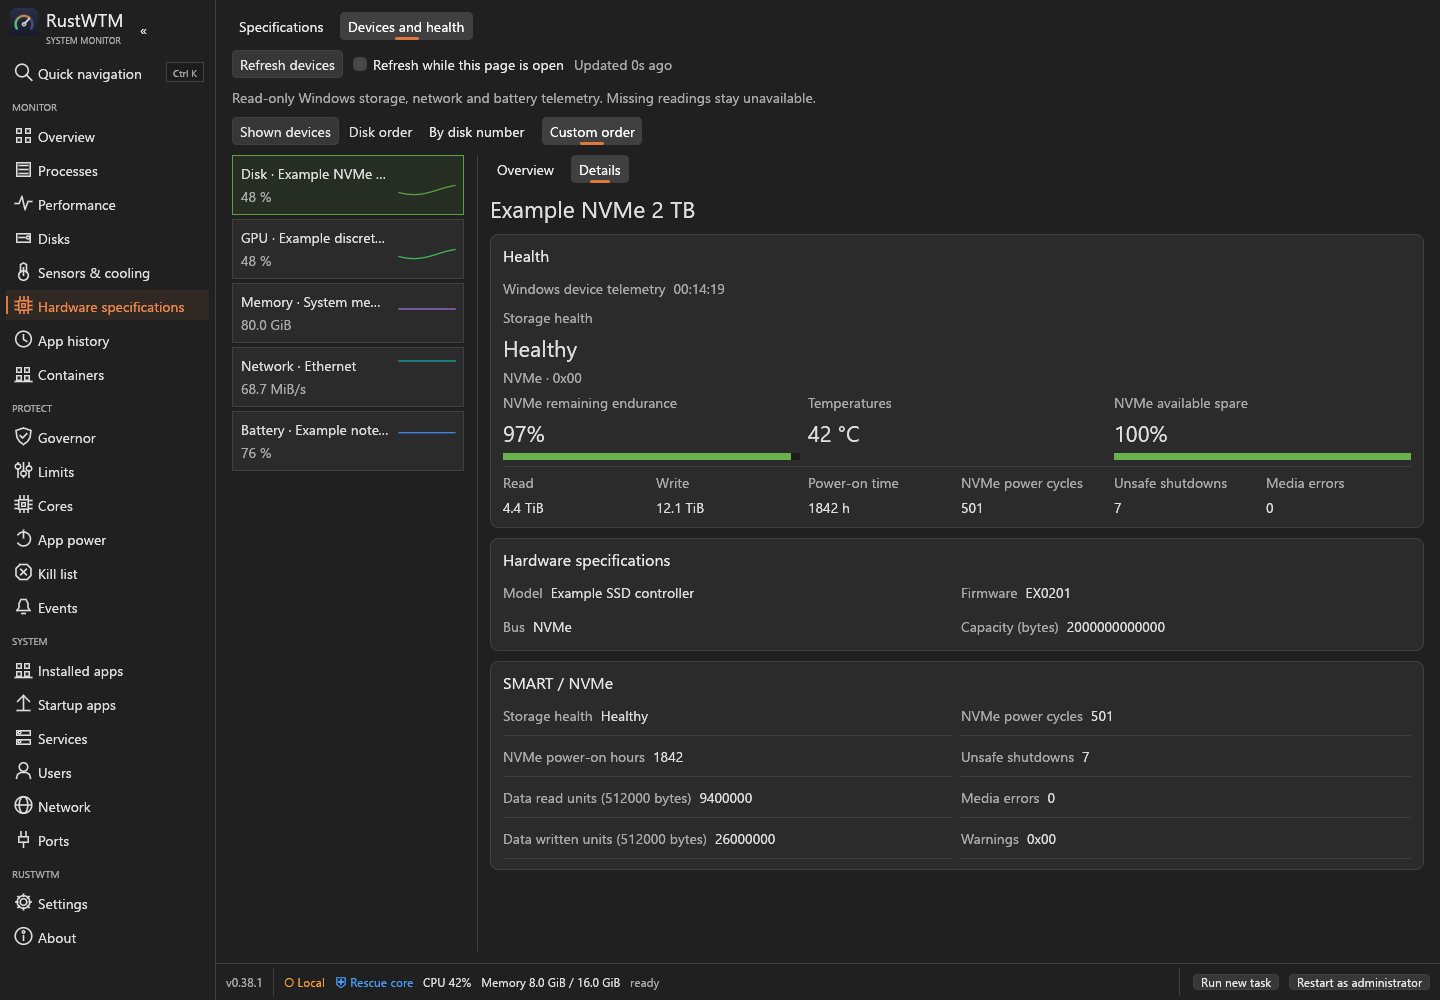 RustWTM
SYSTEM MONITOR
«
Quick navigation
Ctrl K
MONITOR
Overview
Processes
Performance
Disks
Sensors & cooling
Hardware specifications
App history
Containers
PROTECT
Governor
Limits
Cores
App power
Kill list
Events
SYSTEM
Installed apps
Startup apps
Services
Users
Network
Ports
RUSTWTM
Settings
About
Specifications
Devices and health
Refresh devices
Refresh while this page is open
Updated 0s ago
Read-only Windows storage, network and battery telemetry. Missing readings stay unavailable.
Shown devices
Disk order
By disk number
Custom order
Disk · Example NVMe ...
48 %
GPU · Example discret...
48 %
Memory · System me...
80.0 GiB
Network · Ethernet
68.7 MiB/s
Battery · Example note...
76 %
Overview
Details
Example NVMe 2 TB
Health
Windows device telemetry 00:14:19
Storage health
Healthy
NVMe · 0x00
NVMe remaining endurance
97%
Temperatures
42 °C
NVMe available spare
100%
Read
4.4 TiB
Write
12.1 TiB
Power-on time
1842 h
NVMe power cycles
501
Unsafe shutdowns
7
Media errors
0
Hardware specifications
Model Example SSD controller
Firmware EX0201
Bus NVMe
Capacity (bytes) 2000000000000
SMART / NVMe
Storage health Healthy
NVMe power cycles 501
NVMe power-on hours 1842
Unsafe shutdowns 7
Data read units (512000 bytes) 9400000
Media errors 0
Data written units (512000 bytes) 26000000
Warnings 0x00
v0.38.1
Local
Rescue core
CPU 42%
Memory 8.0 GiB / 16.0 GiB
ready
Run new task
Restart as administrator